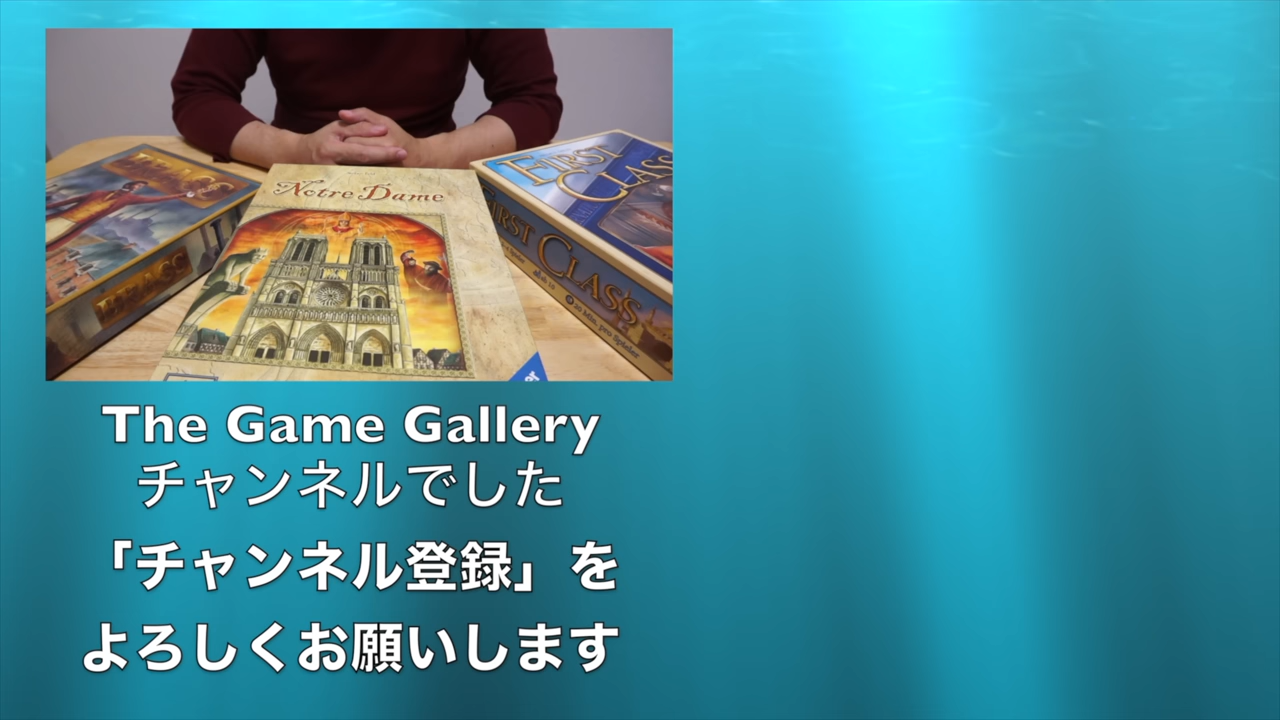 Notre Dame
FIRST
CLASS
FIRST CLASS
The Game Gallery
チャンネルでした
「チャンネル登録」を
よろしくお願いします